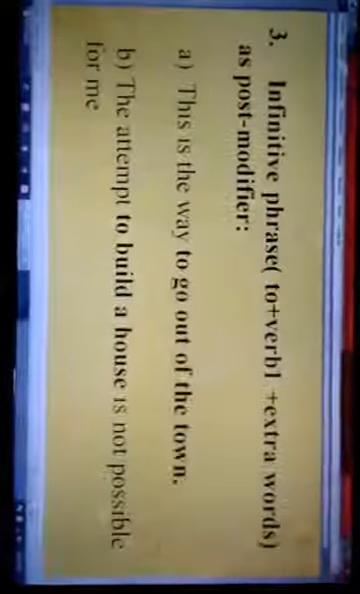 3. Infinitive phrase( to+verb1 +extra words)
as post-modifier:
a) This is the way to go out of the town.
b) The attempt to build a house is not possible
for me